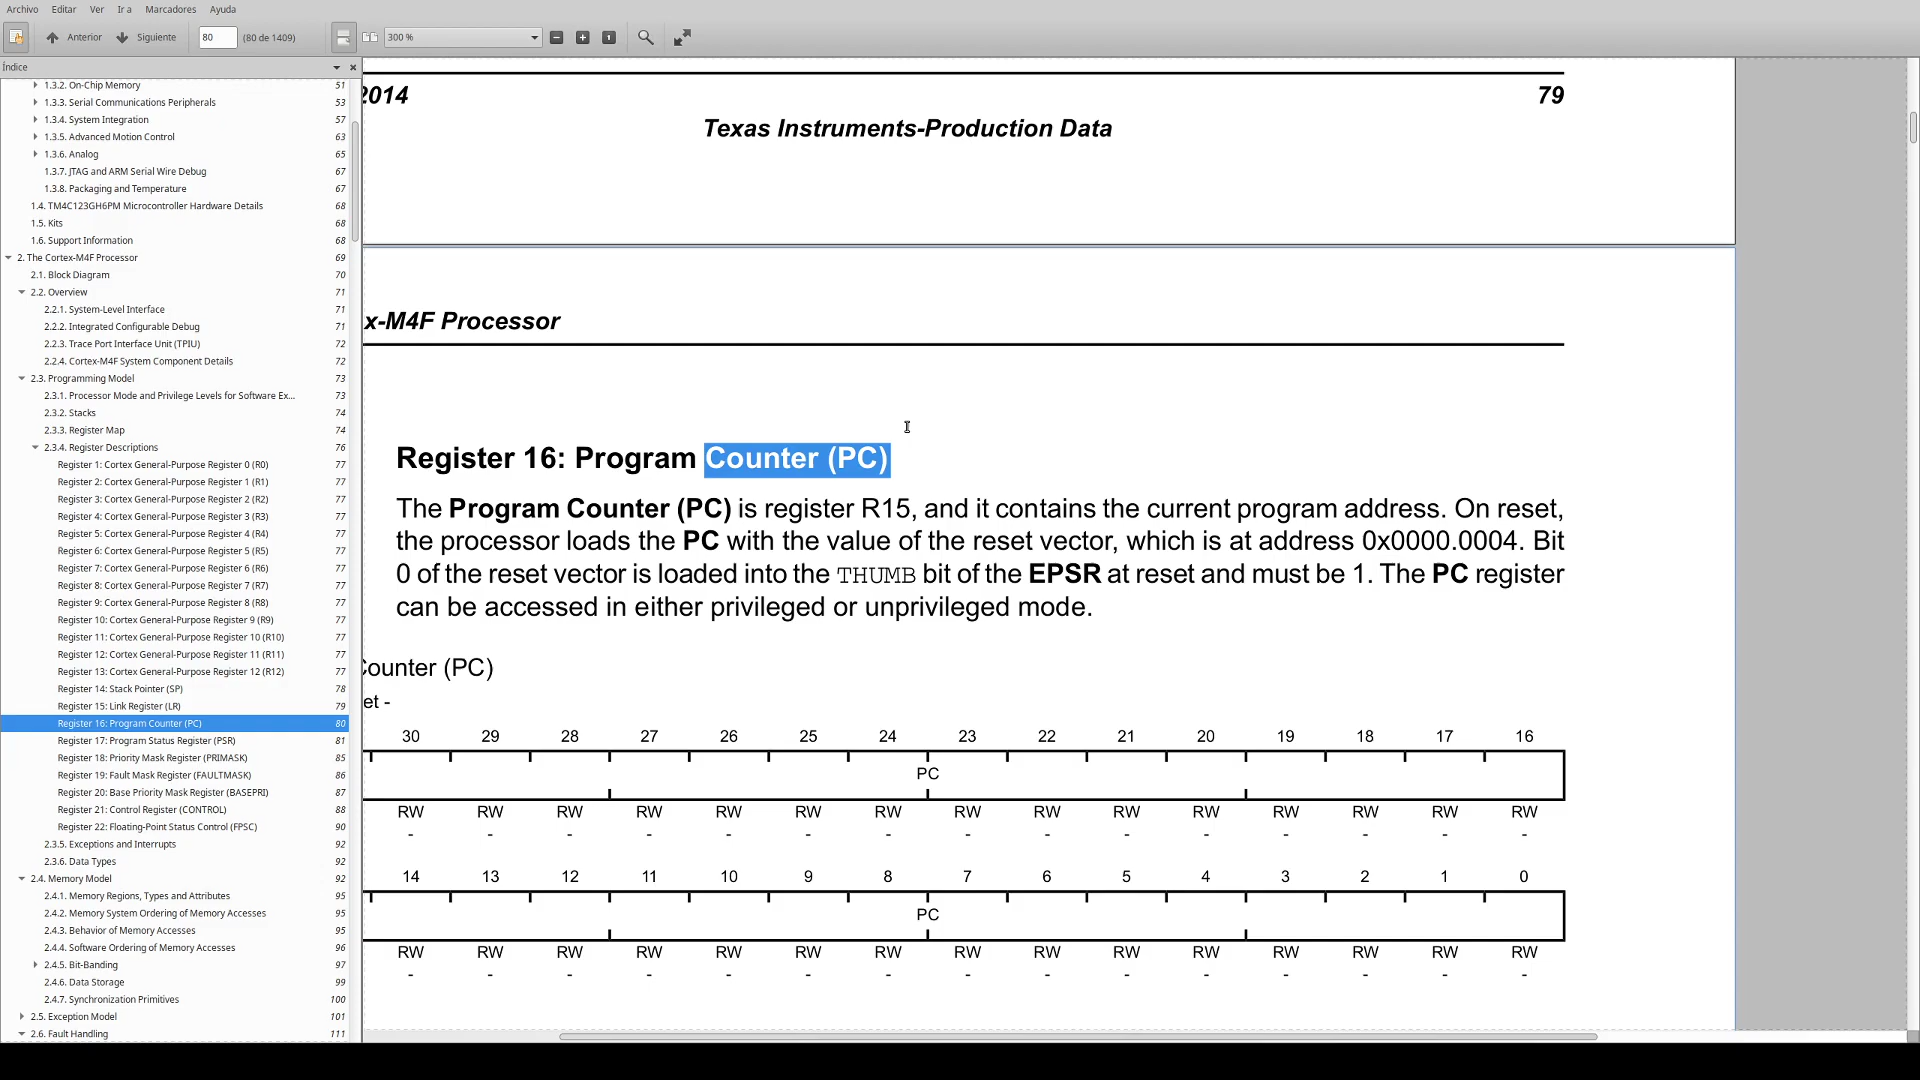 Archivo Editar Ver Ir a Marcadores Ayuda
Anterior Siguiente 80 (80 de 1409) 300 %
Índice
1.3.2. On-Chip Memory 51
1.3.3. Serial Communications Peripherals 53
1.3.4. System Integration 57
1.3.5. Advanced Motion Control 63
1.3.6. Analog 65
1.3.7. JTAG and ARM Serial Wire Debug 67
1.3.8. Packaging and Temperature 67
1.4. TM4C123GH6PM Microcontroller Hardware Details 68
1.5. Kits 68
1.6. Support Information 68
2. The Cortex-M4F Processor 69
2.1. Block Diagram 70
2.2. Overview 71
2.2.1. System-Level Interface 71
2.2.2. Integrated Configurable Debug 71
2.2.3. Trace Port Interface Unit (TPIU) 72
2.2.4. Cortex-M4F System Component Details 72
2.3. Programming Model 73
2.3.1. Processor Mode and Privilege Levels for Software Ex... 73
2.3.2. Stacks 74
2.3.3. Register Map 74
2.3.4. Register Descriptions 76
Register 1: Cortex General-Purpose Register 0 (R0) 77
Register 2: Cortex General-Purpose Register 1 (R1) 77
Register 3: Cortex General-Purpose Register 2 (R2) 77
Register 4: Cortex General-Purpose Register 3 (R3) 77
Register 5: Cortex General-Purpose Register 4 (R4) 77
Register 6: Cortex General-Purpose Register 5 (R5) 77
Register 7: Cortex General-Purpose Register 6 (R6) 77
Register 8: Cortex General-Purpose Register 7 (R7) 77
Register 9: Cortex General-Purpose Register 8 (R8) 77
Register 10: Cortex General-Purpose Register 9 (R9) 77
Register 11: Cortex General-Purpose Register 10 (R10) 77
Register 12: Cortex General-Purpose Register 11 (R11) 77
Register 13: Cortex General-Purpose Register 12 (R12) 77
Register 14: Stack Pointer (SP) 78
Register 15: Link Register (LR) 79
Register 16: Program Counter (PC) 80
Register 17: Program Status Register (PSR) 81
Register 18: Priority Mask Register (PRIMASK) 85
Register 19: Fault Mask Register (FAULTMASK) 86
Register 20: Base Priority Mask Register (BASEPRI) 87
Register 21: Control Register (CONTROL) 88
Register 22: Floating-Point Status Control (FPSC) 90
2.3.5. Exceptions and Interrupts 92
2.3.6. Data Types 92
2.4. Memory Model 92
2.4.1. Memory Regions, Types and Attributes 95
2.4.2. Memory System Ordering of Memory Accesses 95
2.4.3. Behavior of Memory Accesses 95
2.4.4. Software Ordering of Memory Accesses 96
2.4.5. Bit-Banding 97
2.4.6. Data Storage 99
2.4.7. Synchronization Primitives 100
2.5. Exception Model 101
2.6. Fault Handling 111
2014 79
Texas Instruments-Production Data
x-M4F Processor
Register 16: Program Counter (PC)
The Program Counter (PC) is register R15, and it contains the current program address. On reset,
the processor loads the PC with the value of the reset vector, which is at address 0x0000.0004. Bit
0 of the reset vector is loaded into the THUMB bit of the EPSR at reset and must be 1. The PC register
can be accessed in either privileged or unprivileged mode.
Counter (PC)
et -
30 29 28 27 26 25 24 23 22 21 20 19 18 17 16
PC
RW RW RW RW RW RW RW RW RW RW RW RW RW RW RW
- - - - - - - - - - - - - - -
14 13 12 11 10 9 8 7 6 5 4 3 2 1 0
PC
RW RW RW RW RW RW RW RW RW RW RW RW RW RW RW
- - - - - - - - - - - - - - -